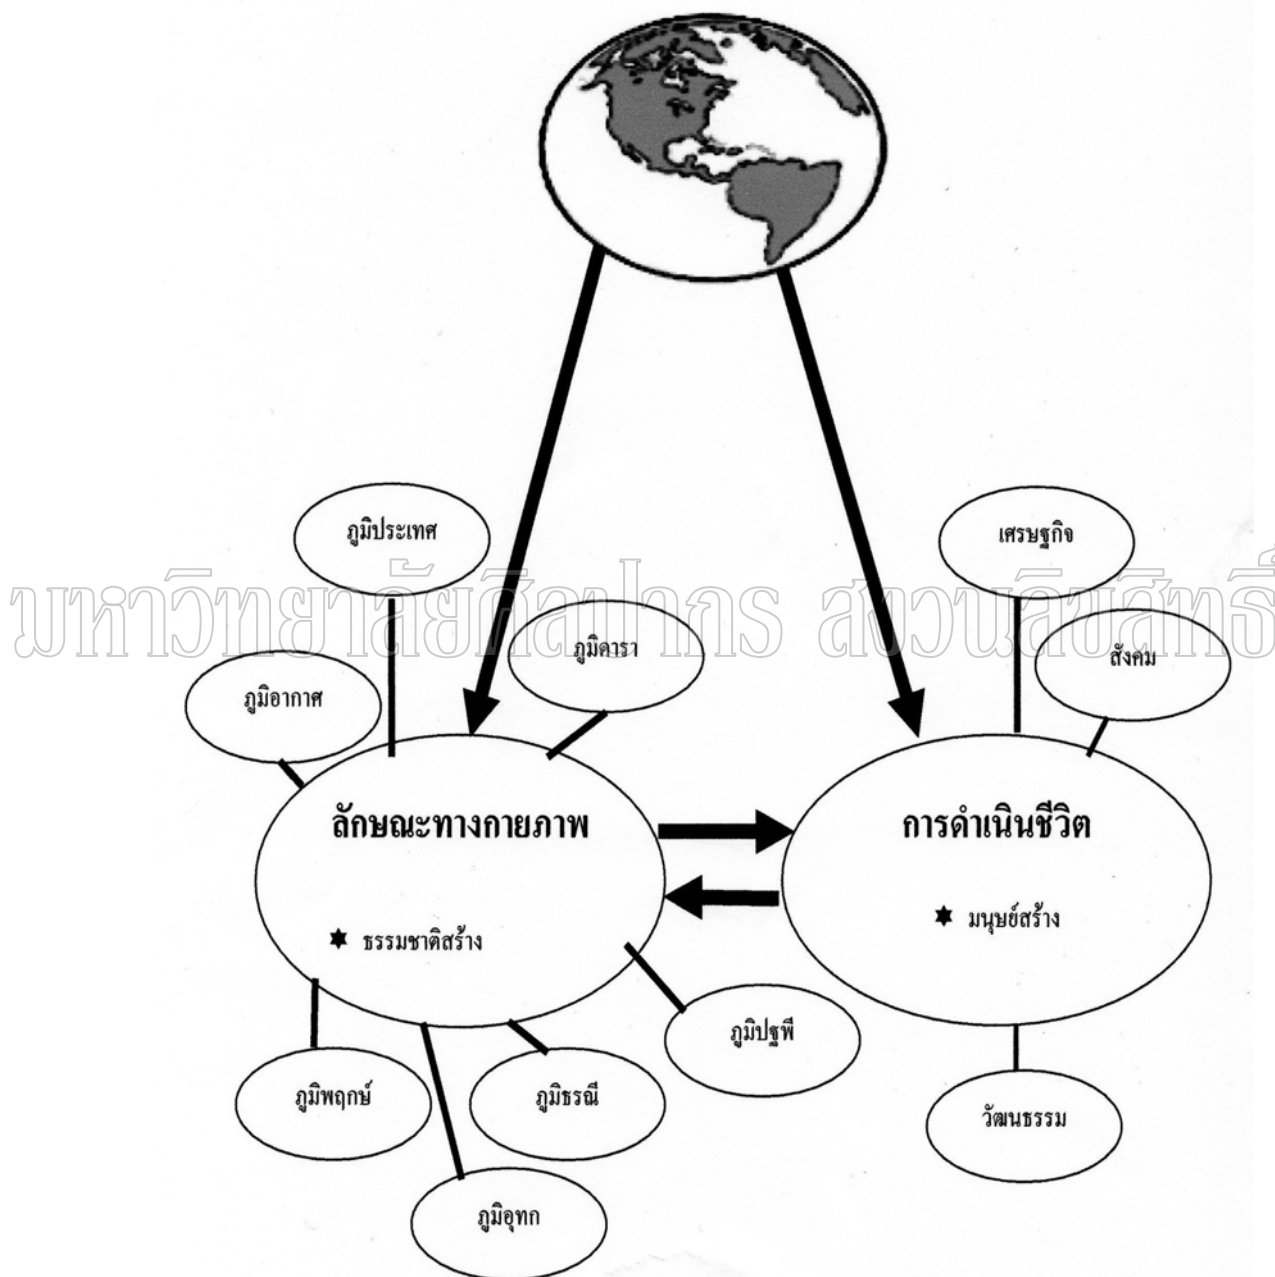 ภูมิประเทศ
เศรษฐกิจ
มหาวิทยาลัยศิลปากร สงวนลิขสิทธิ์
ภูมิดารา
สังคม
ภูมิอากาศ
ลักษณะทางกายภาพ
การดำเนินชีวิต
✶ ธรรมชาติสร้าง
✶ มนุษย์สร้าง
ภูมิปฐพี
ภูมิพฤกษ์
ภูมิธรณี
วัฒนธรรม
ภูมิอุทก